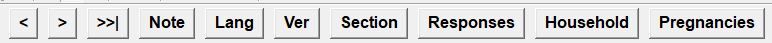 < > >>| Note Lang Ver Section Responses Household Pregnancies